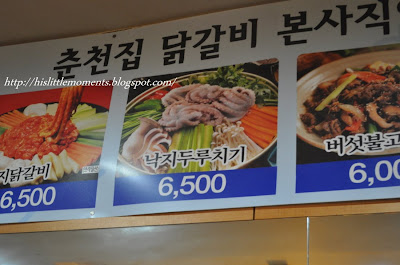 춘천집 닭갈비 본사직
http://hislittlemoments.blogspot.com/
지닭갈비
6,500
낙지두루치기
6,500
버섯불고
6,0